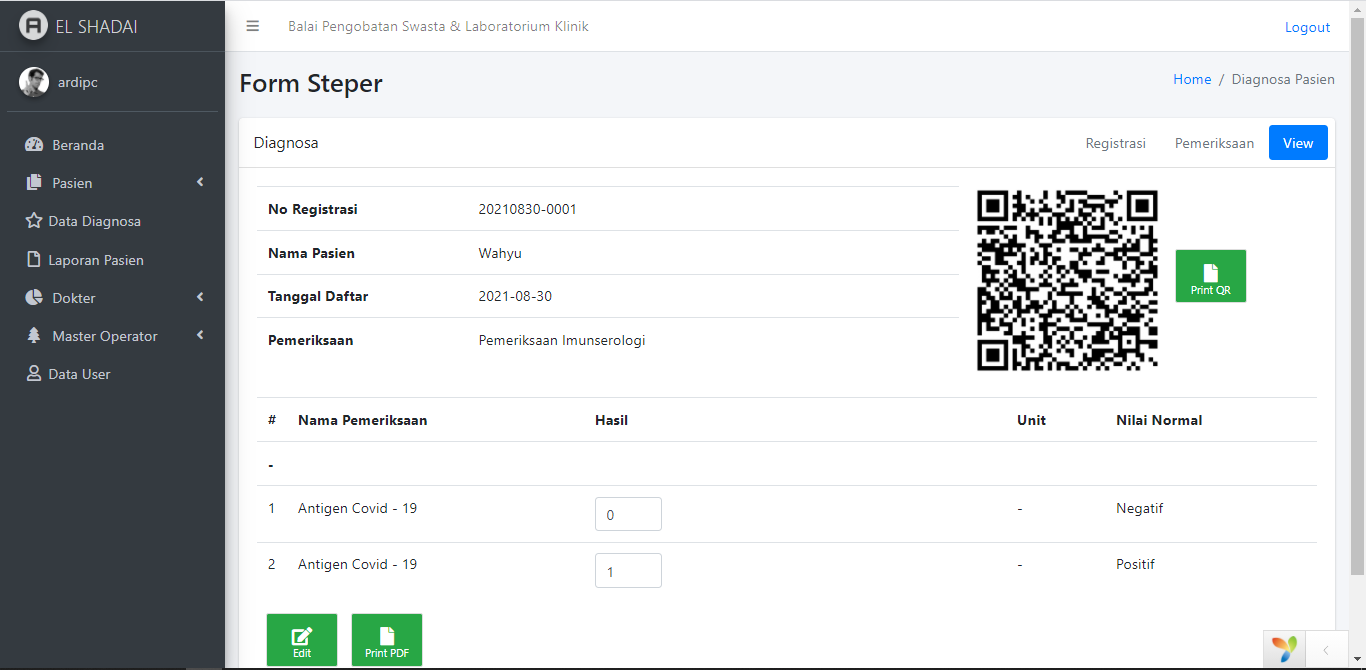 EL SHADAI
Balai Pengobatan Swasta & Laboratorium Klinik
Logout
ardipc
Beranda
Pasien
Data Diagnosa
Laporan Pasien
Dokter
Master Operator
Data User
Form Steper
Home / Diagnosa Pasien
Diagnosa
Registrasi Pemeriksaan View
No Registrasi 20210830-0001
Nama Pasien Wahyu
Tanggal Daftar 2021-08-30
Pemeriksaan Pemeriksaan Imunserologi
Print QR
# Nama Pemeriksaan Hasil Unit Nilai Normal
-
1 Antigen Covid - 19 0 - Negatif
2 Antigen Covid - 19 1 - Positif
Edit Print PDF